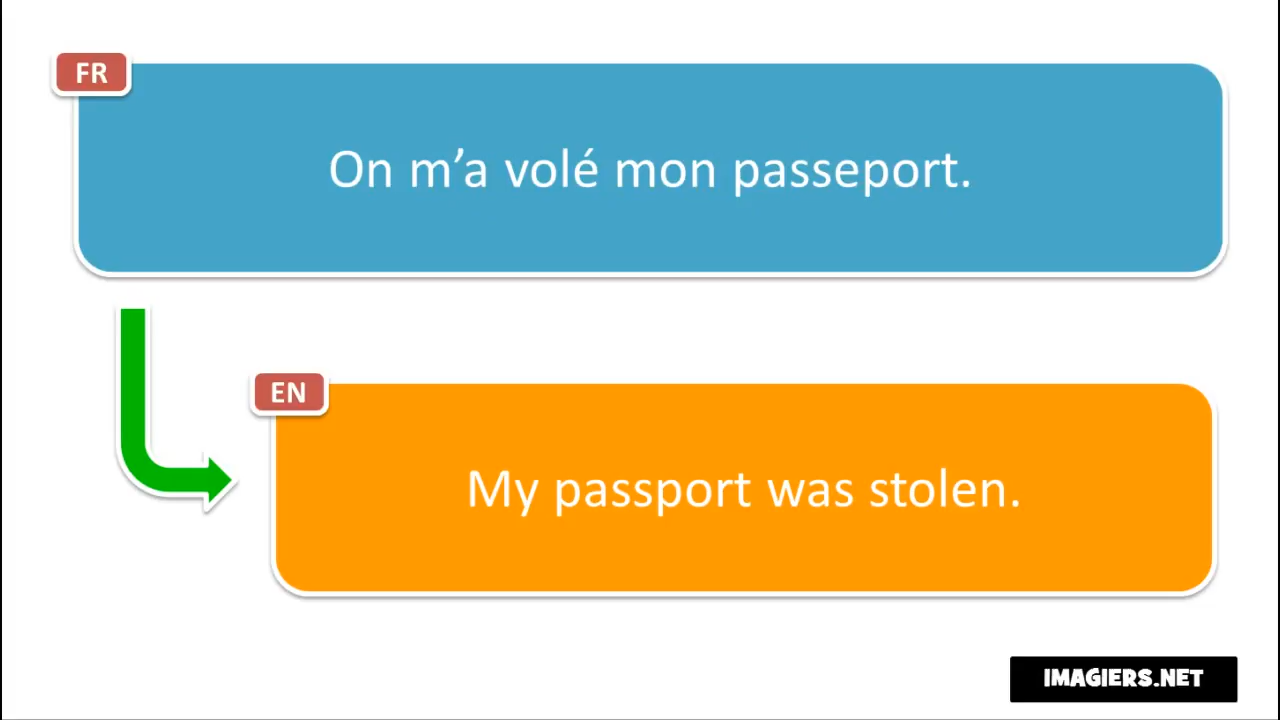 FR
On m’a volé mon passeport.
EN
My passport was stolen.
IMAGIERS.NET